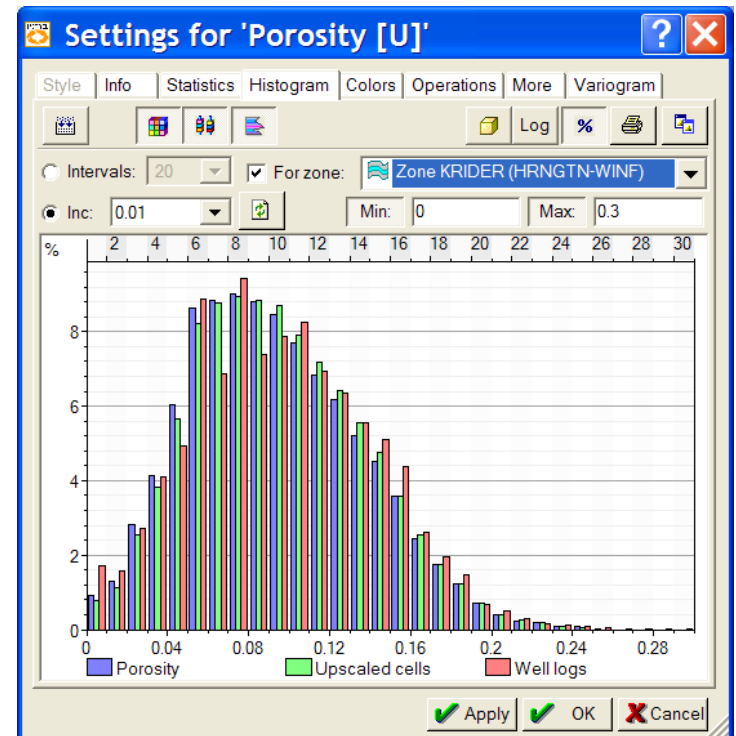 Settings for 'Porosity [U]'
Style Info Statistics Histogram Colors Operations More Variogram
Log %
Intervals: 20 For zone: Zone KRIDER (HRNGTN-WINF)
Inc: 0.01 Min: 0 Max: 0.3
% 2 4 6 8 10 12 14 16 18 20 22 24 26 28 30
8
6
4
2
0
0 0.04 0.08 0.12 0.16 0.2 0.24 0.28
Porosity Upscaled cells Well logs
Apply OK Cancel